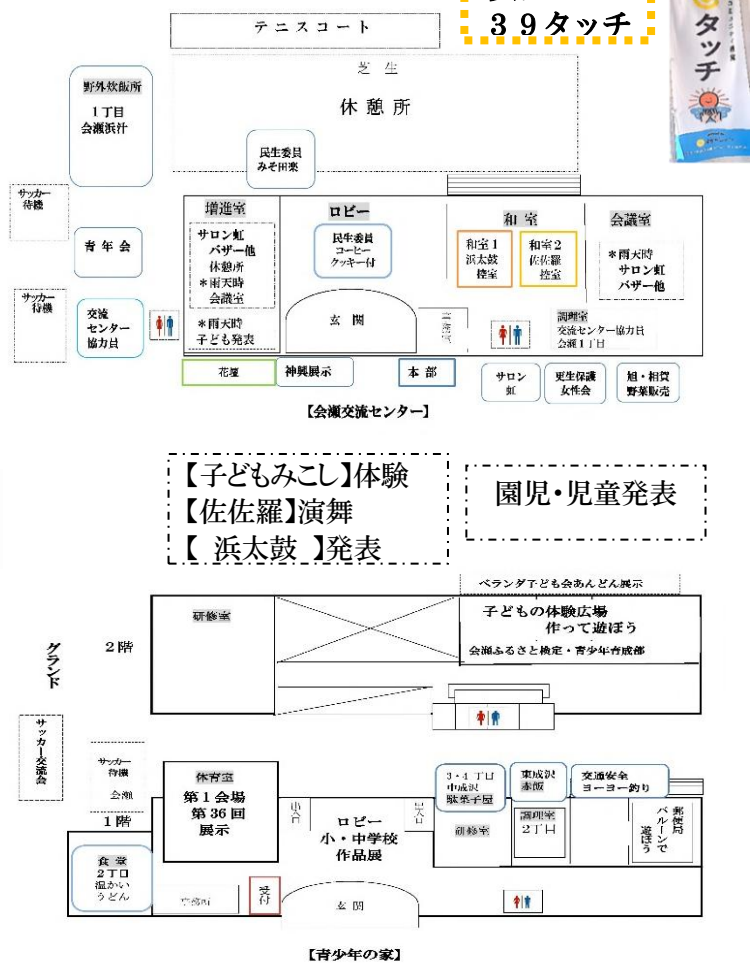 ３９タッチ
タッチ
テニスコート
芝 生
休 憩 所
野外炊飯所
１丁目
会瀬浜汁
民生委員
みそ田楽
サッカー
待機
青 年 会
サッカー
待機
交流
センター
協力員
増進室
サロン虹
バザー他
休憩所
＊雨天時
会議室
＊雨天時
子ども発表
ロビー
民生委員
コーヒー
クッキー付
玄 関
和 室
和室１
浜太鼓
控室
和室２
佐佐羅
控室
会議室
＊雨天時
サロン虹
バザー他
調理室
交流センター協力員
会瀬１丁目
花壇
神輿展示
本 部
サロン
虹
更生保護
女性会
旭・相賀
野菜販売
【会瀬交流センター】
【子どもみこし】体験
【佐佐羅】演舞
【 浜太鼓 】発表
園児・児童発表
ベランダ子ども会あんどん展示
グランド
２階
研修室
子どもの体験広場
作って遊ぼう
会瀬ふるさと検定・青少年育成部
サッカー交流会
サッカー
待機
会瀬
１階
体育室
第１会場
第36回
展示
ロビー
小・中学校
作品展
３・４丁目
中成沢
駄菓子屋
研修室
東成沢
赤飯
調理室
２丁目
交通安全
ヨーヨー釣り
郵便局
バルーンで
遊ぼう
食 堂
２丁目
温かい
うどん
受付
玄 関
【青少年の家】